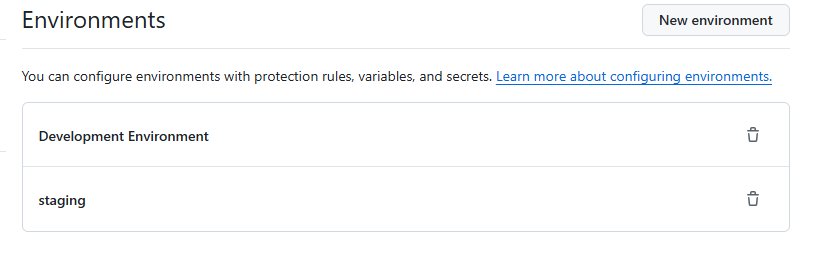 Environments
New environment
You can configure environments with protection rules, variables, and secrets. Learn more about configuring environments.
Development Environment
staging